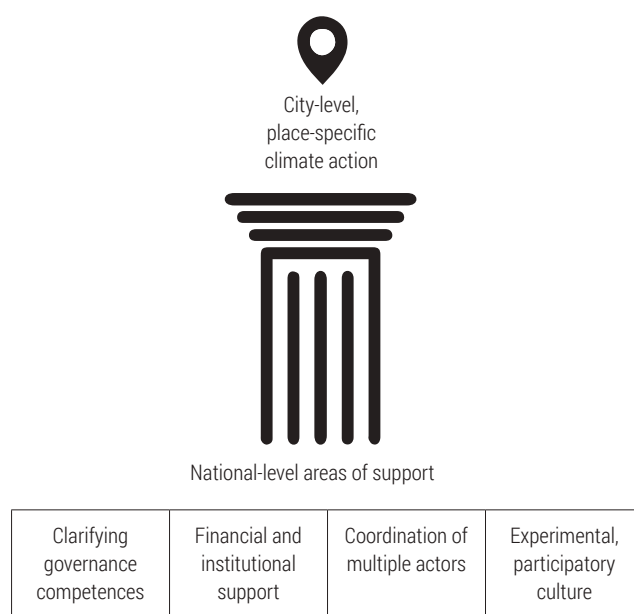 City-level,
place-specific
climate action
National-level areas of support
Clarifying
governance
competences
Financial and
institutional
support
Coordination of
multiple actors
Experimental,
participatory
culture